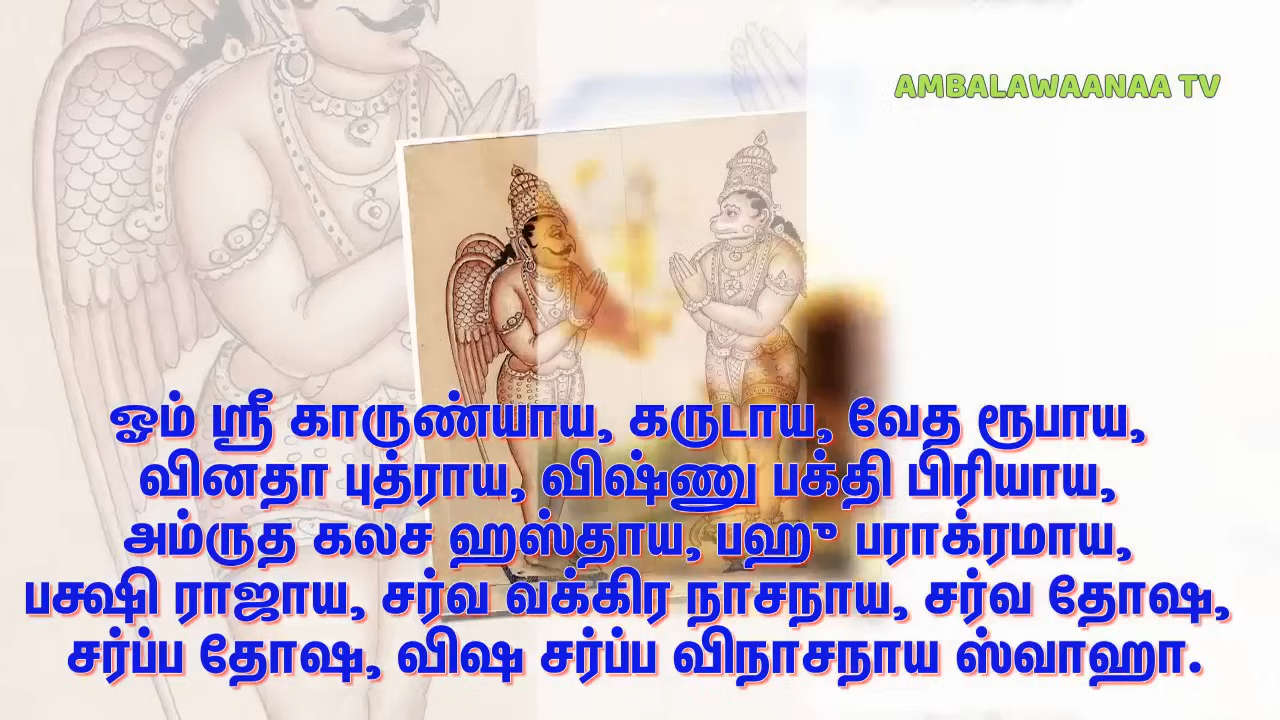 AMBALAWAANAA TV
ஓம் ஸ்ரீ காருண்யாய, கருடாய, வேத ரூபாய,
வினதா புத்ராய, விஷ்ணு பக்தி பிரியாய,
அம்ருத கலச ஹஸ்தாய, பஹு பராக்ரமாய,
பக்ஷி ராஜாய, சர்வ வக்கிர நாசநாய, சர்வ தோஷ,
சர்ப்ப தோஷ, விஷ சர்ப்ப விநாசநாய ஸ்வாஹா.